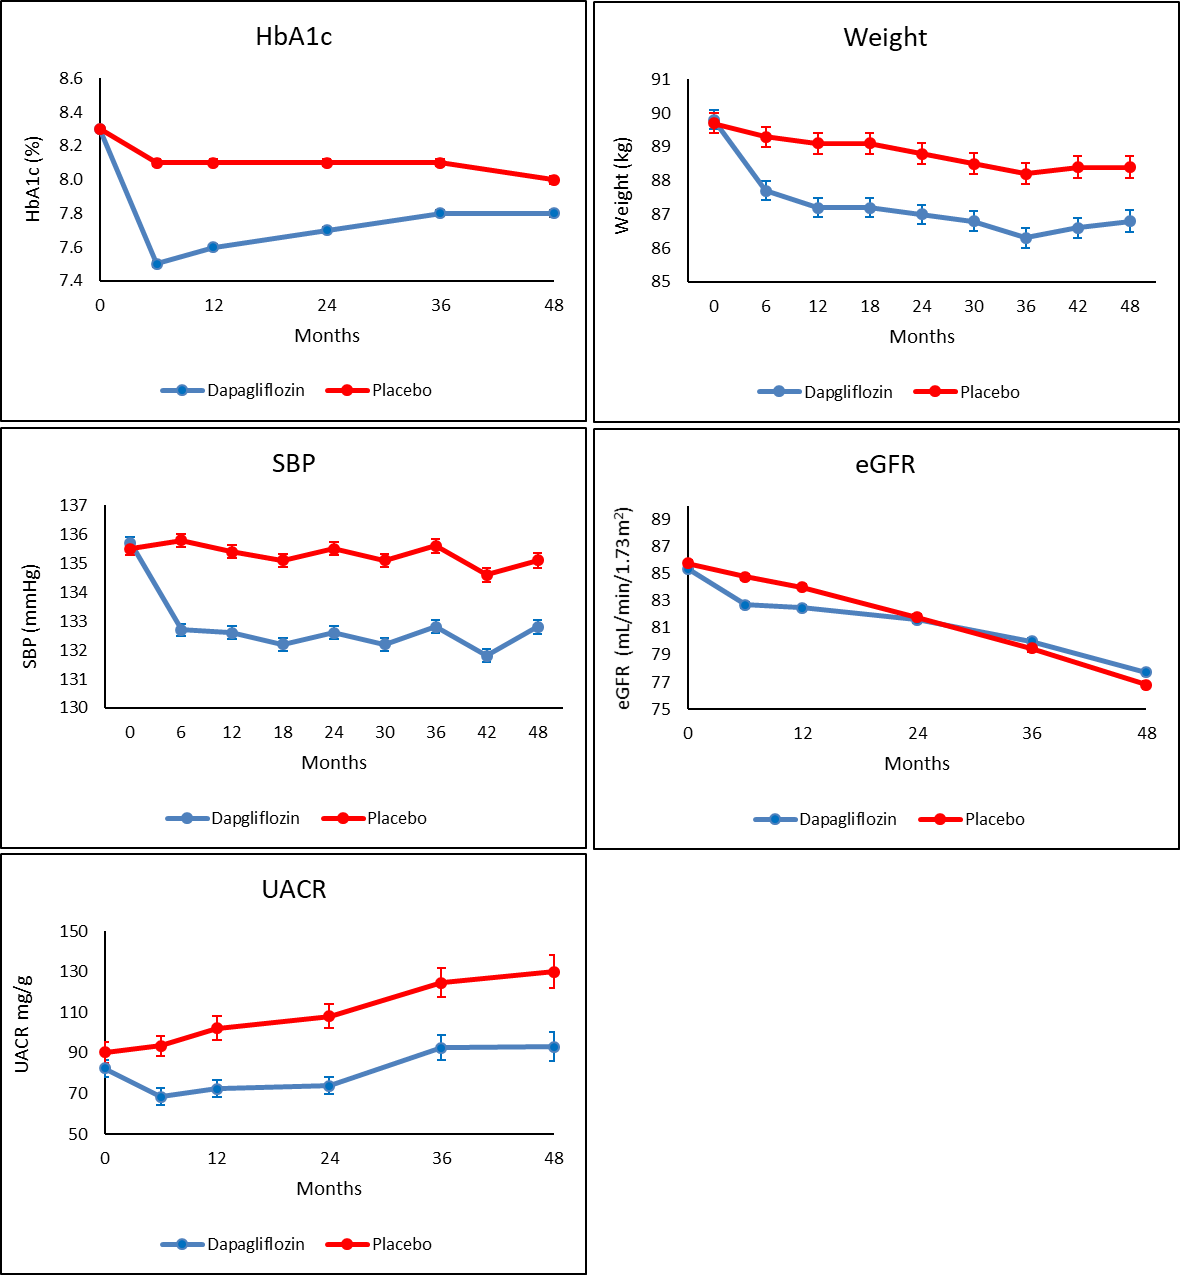 HbA1c
HbA1c (%)
8.6
8.4
8.2
8.0
7.8
7.6
7.4
0 12 24 36 48
Months
Dapagliflozin Placebo
Weight
Weight (kg)
91
90
89
88
87
86
85
0 6 12 18 24 30 36 42 48
Months
Dapgliflozin Placebo
SBP
SBP (mmHg)
137
136
135
134
133
132
131
130
0 6 12 18 24 30 36 42 48
Months
Dapgliflozin Placebo
eGFR
eGFR (mL/min/1.73m²)
89
87
85
83
81
79
77
75
0 12 24 36 48
Months
Dapagliflozin Placebo
UACR
UACR mg/g
150
130
110
90
70
50
0 12 24 36 48
Months
Dapagliflozin Placebo